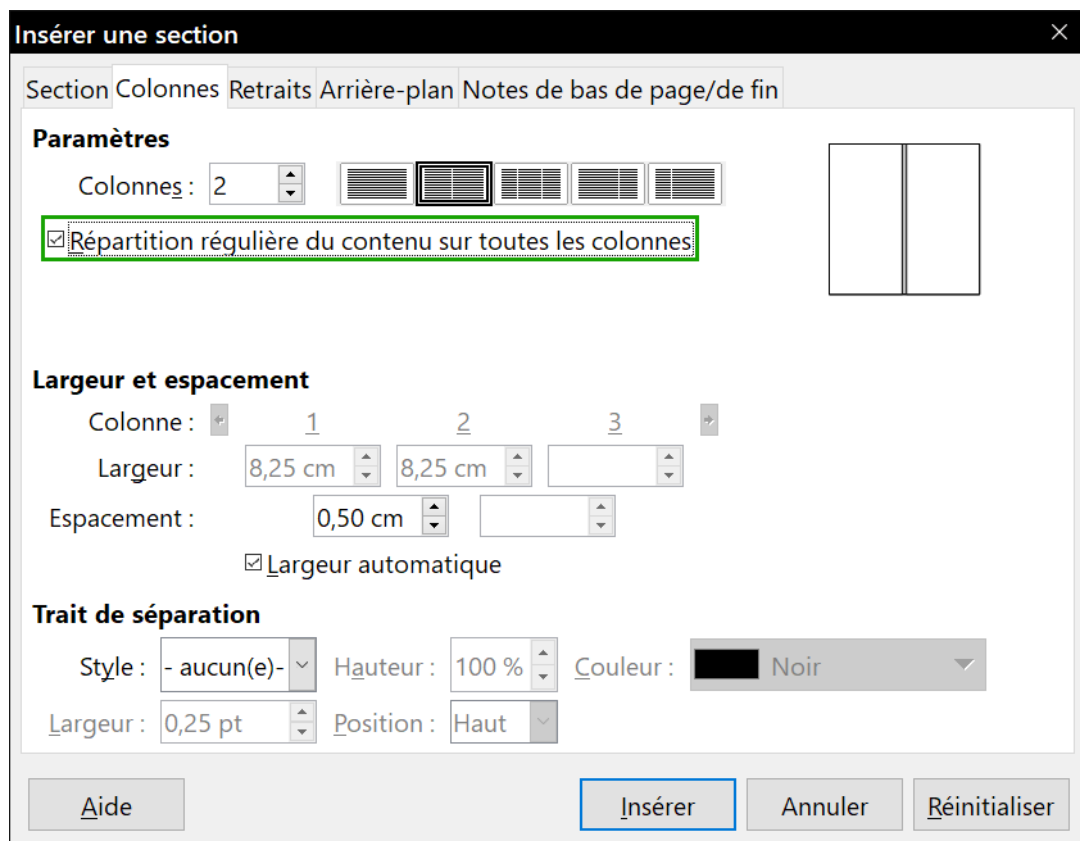 Insérer une section
Section Colonnes Retraits Arrière-plan Notes de bas de page/de fin
Paramètres
Colonnes : 2
Répartition régulière du contenu sur toutes les colonnes
Largeur et espacement
Colonne : 1 2 3
Largeur : 8,25 cm 8,25 cm
Espacement : 0,50 cm
Largeur automatique
Trait de séparation
Style : - aucun(e)- Hauteur : 100 % Couleur : Noir
Largeur : 0,25 pt Position : Haut
Aide Insérer Annuler Réinitialiser